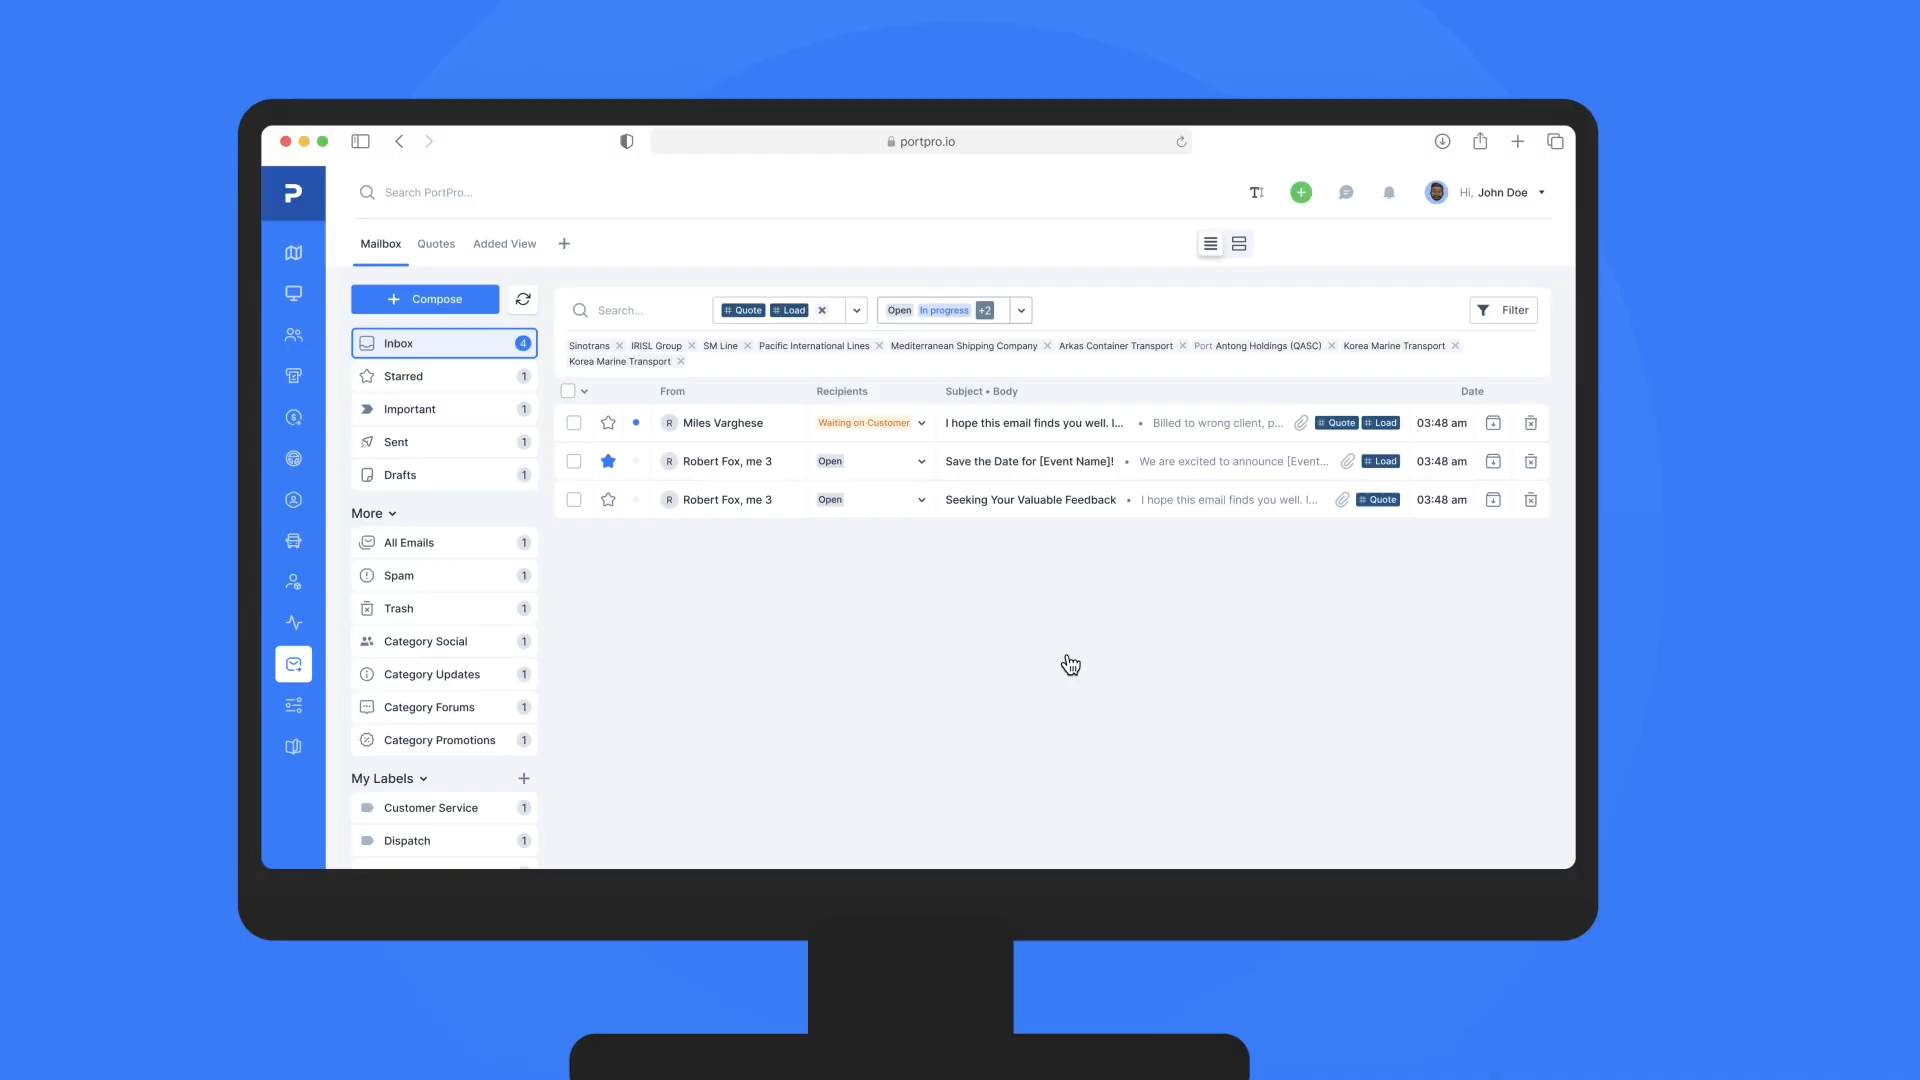 portpro.io
P
Search PortPro...
Hi, John Doe
Mailbox Quotes Added View
Compose
Search... # Quote # Load Open In progress +2 Filter
Sinotrans IRISL Group SM Line Pacific International Lines Mediterranean Shipping Company Arkas Container Transport Port Antong Holdings (QASC) Korea Marine Transport
Korea Marine Transport
Inbox 4
Starred 1
Important 1
Sent 1
Drafts 1
More
All Emails 1
Spam 1
Trash 1
Category Social 1
Category Updates 1
Category Forums 1
Category Promotions 1
My Labels
Customer Service 1
Dispatch 1
From Recipients Subject • Body Date
R Miles Varghese Waiting on Customer I hope this email finds you well. I... • Billed to wrong client, p... # Quote # Load 03:48 am
R Robert Fox, me 3 Open Save the Date for [Event Name]! • We are excited to announce [Event... # Load 03:48 am
R Robert Fox, me 3 Open Seeking Your Valuable Feedback • I hope this email finds you well. I... # Quote 03:48 am